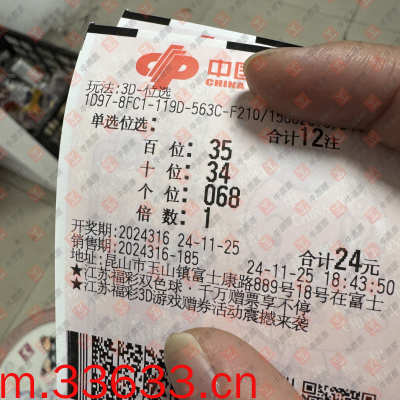 中国
CHINA
玩法:3D-位选
1D97-8FC1-119D-563C-F210/
单选位选:
合计12注
百位: 35
十位: 34
个位: 068
倍数: 1
开奖期:2024316 24-11-25 合计24元
销售期:2024316-185 24-11-25 18:43:50
地址:昆山市玉山镇富士康路889号18号在富士
★江苏福彩双色球·千万赠票享不停
★江苏福彩3D游戏赠券活动震撼来袭
m.33633.cn